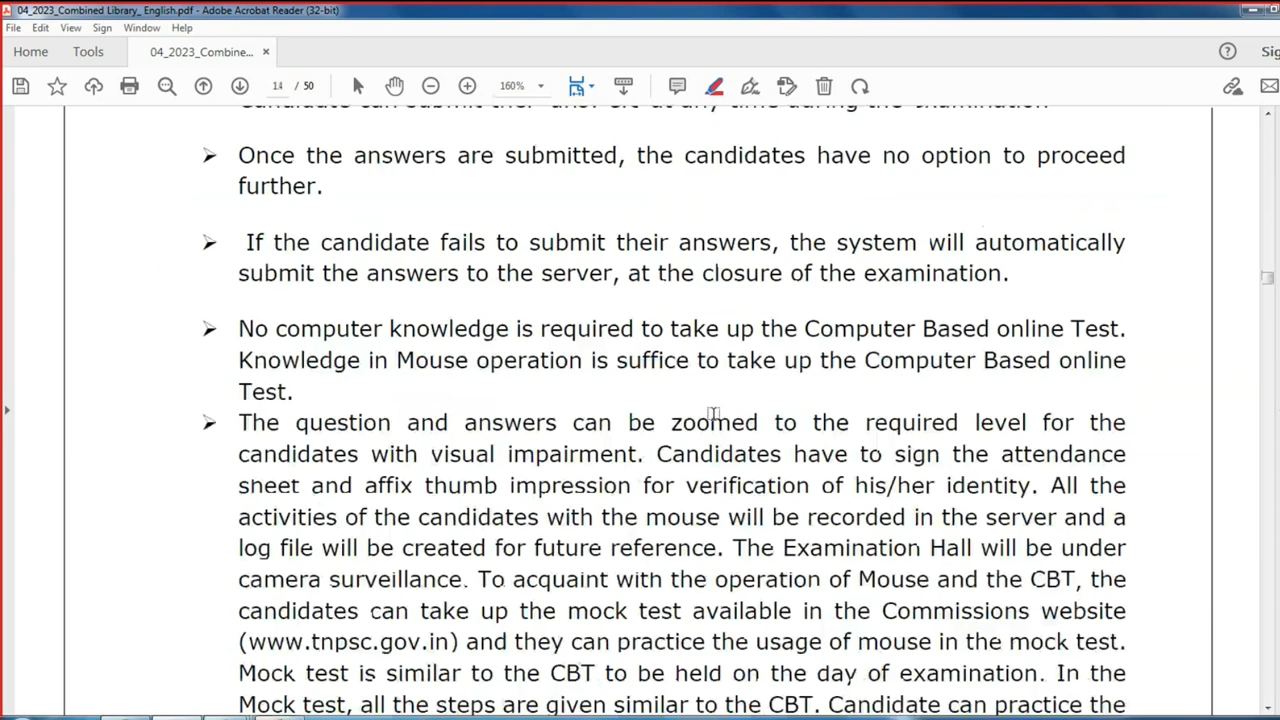 04_2023_Combined Library_ English.pdf - Adobe Acrobat Reader (32-bit)
File Edit View Sign Window Help
Home Tools 04_2023_Combine... ×
14 / 50 160%
Candidate can submit at any time during the examination.
➢ Once the answers are submitted, the candidates have no option to proceed
further.
➢ If the candidate fails to submit their answers, the system will automatically
submit the answers to the server, at the closure of the examination.
➢ No computer knowledge is required to take up the Computer Based online Test.
Knowledge in Mouse operation is suffice to take up the Computer Based online
Test.
➢ The question and answers can be zoomed to the required level for the
candidates with visual impairment. Candidates have to sign the attendance
sheet and affix thumb impression for verification of his/her identity. All the
activities of the candidates with the mouse will be recorded in the server and a
log file will be created for future reference. The Examination Hall will be under
camera surveillance. To acquaint with the operation of Mouse and the CBT, the
candidates can take up the mock test available in the Commissions website
(www.tnpsc.gov.in) and they can practice the usage of mouse in the mock test.
Mock test is similar to the CBT to be held on the day of examination. In the
Mock test, all the steps are given similar to the CBT. Candidate can practice the